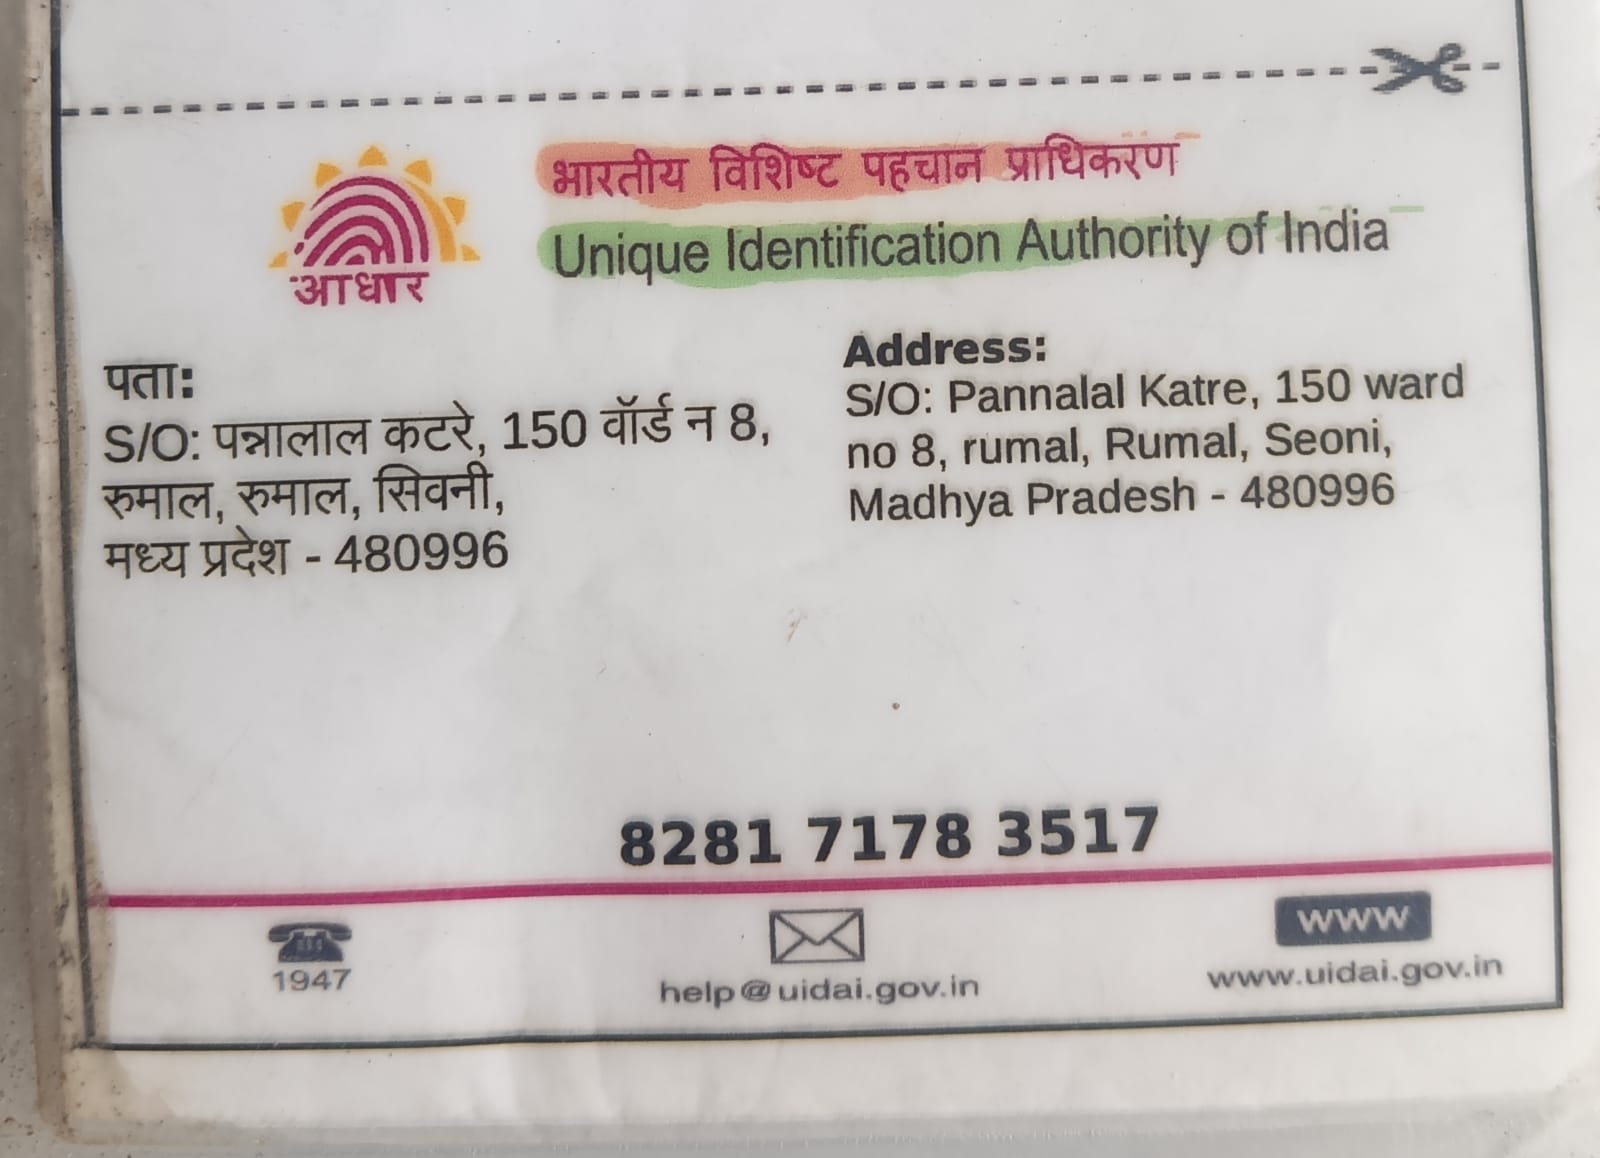 भारतीय विशिष्ट पहचान प्राधिकरण
Unique Identification Authority of India
आधार
पता:
S/O: पन्नालाल कटरे, 150 वॉर्ड न 8,
रुमाल, रुमाल, सिवनी,
मध्य प्रदेश - 480996
Address:
S/O: Pannalal Katre, 150 ward
no 8, rumal, Rumal, Seoni,
Madhya Pradesh - 480996
8281 7178 3517
1947
help@uidai.gov.in
www
www.uidai.gov.in